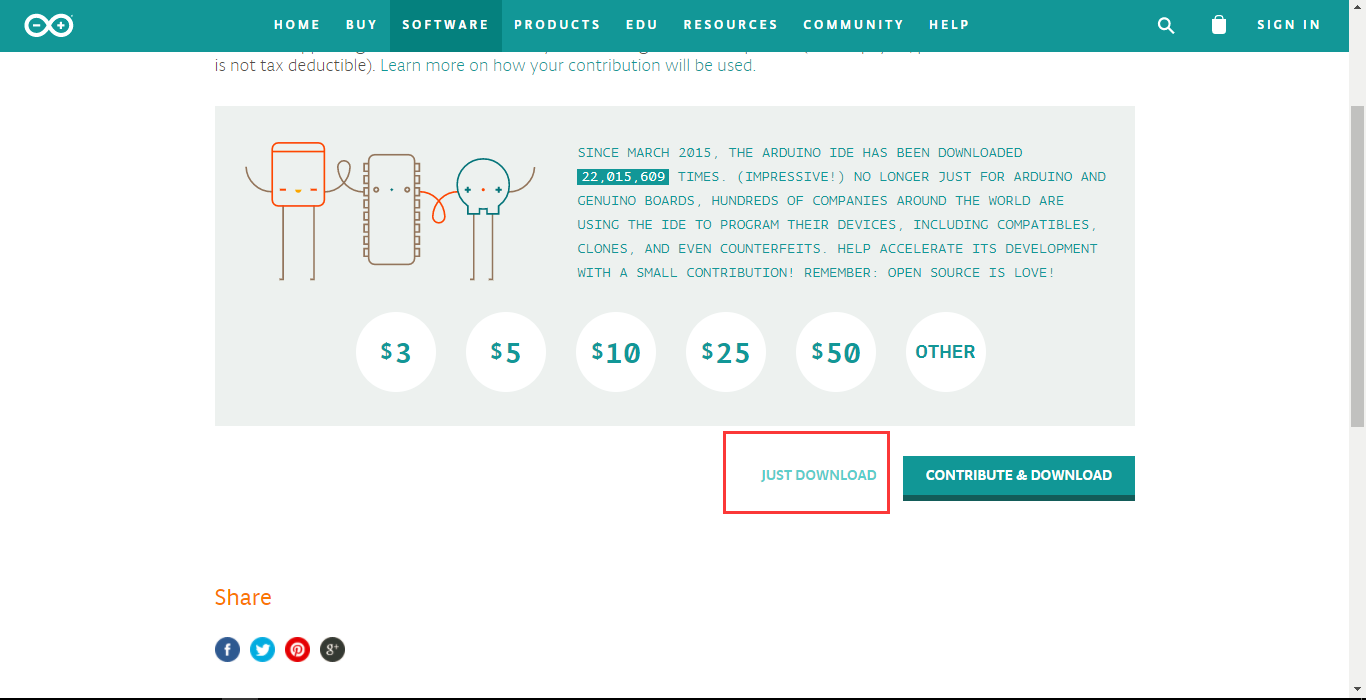 HOME BUY SOFTWARE PRODUCTS EDU RESOURCES COMMUNITY HELP SIGN IN
is not tax deductible). Learn more on how your contribution will be used.
SINCE MARCH 2015, THE ARDUINO IDE HAS BEEN DOWNLOADED
22,015,609 TIMES. (IMPRESSIVE!) NO LONGER JUST FOR ARDUINO AND
GENUINO BOARDS, HUNDREDS OF COMPANIES AROUND THE WORLD ARE
USING THE IDE TO PROGRAM THEIR DEVICES, INCLUDING COMPATIBLES,
CLONES, AND EVEN COUNTERFEITS. HELP ACCELERATE ITS DEVELOPMENT
WITH A SMALL CONTRIBUTION! REMEMBER: OPEN SOURCE IS LOVE!
$3 $5 $10 $25 $50 OTHER
JUST DOWNLOAD CONTRIBUTE & DOWNLOAD
Share